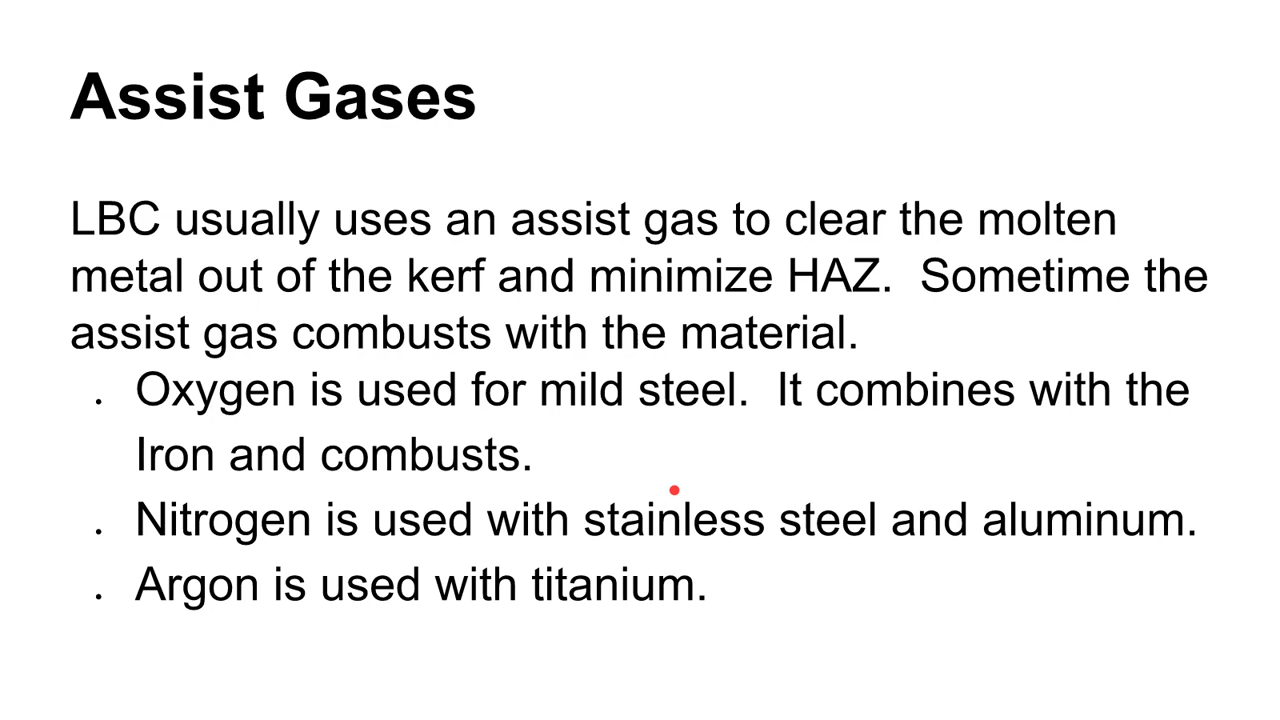 Assist Gases
LBC usually uses an assist gas to clear the molten
metal out of the kerf and minimize HAZ.  Sometime the
assist gas combusts with the material.
. Oxygen is used for mild steel.  It combines with the
Iron and combusts.
. Nitrogen is used with stainless steel and aluminum.
. Argon is used with titanium.